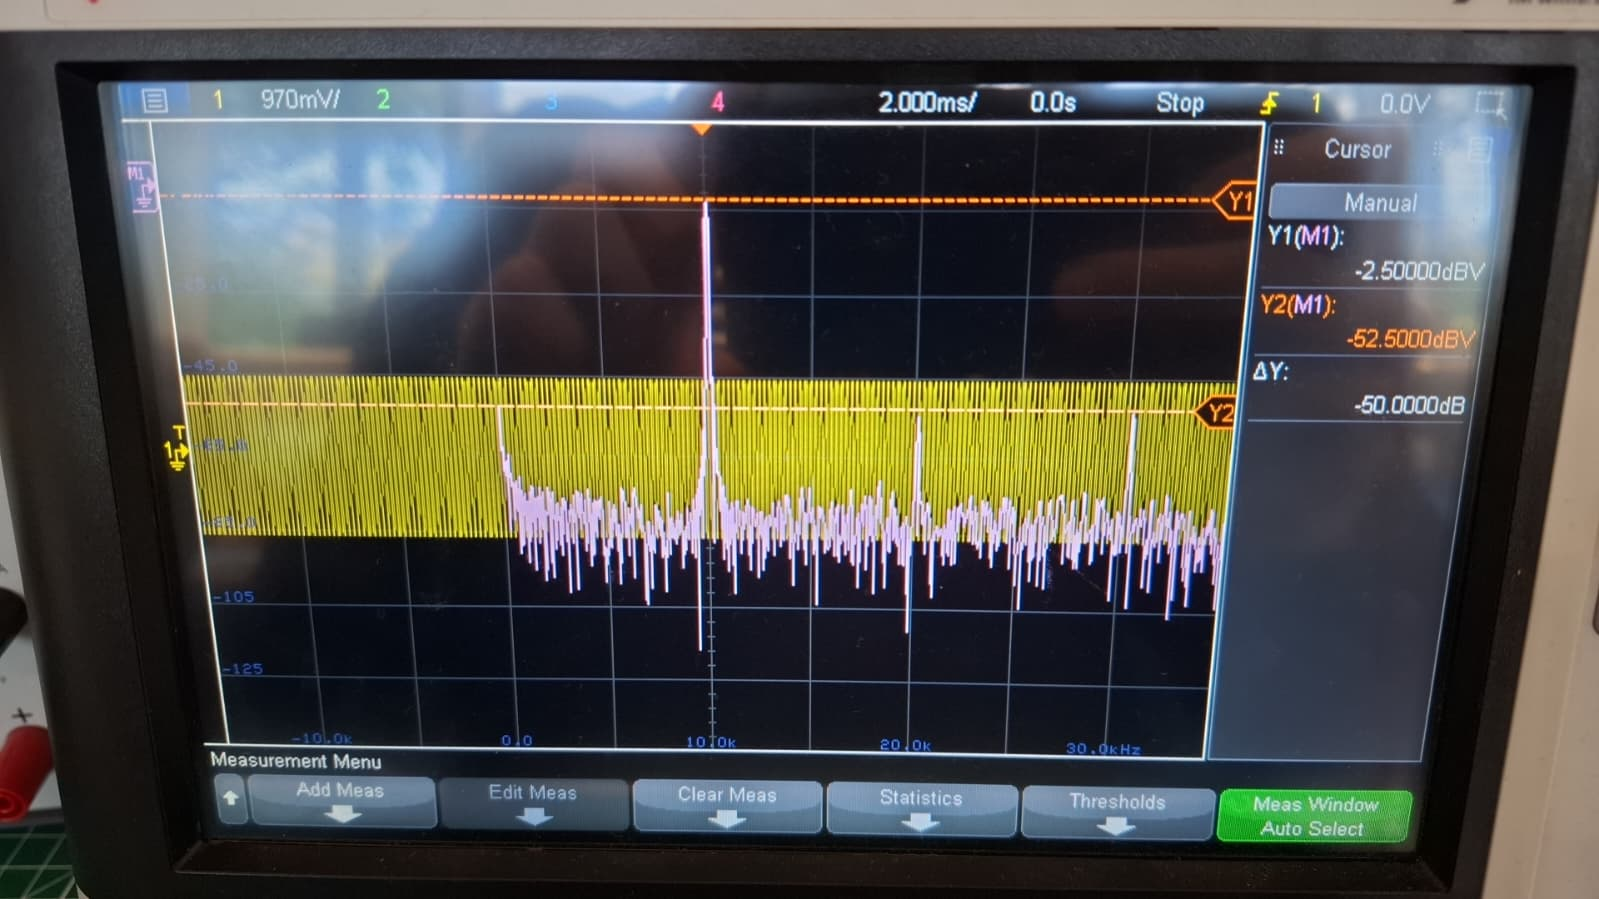 1 970mV/ 2 3 4 2.000ms/ 0.0s Stop 1 0.0V
Cursor
Manual
Y1(M1):
-2.50000dBV
Y2(M1):
-52.5000dBV
ΔY:
-50.0000dB
M1
Y1
-45.0
Y2
T
1
-105
-125
-10.0k 0.0 10.0k 20.0k 30.0kHz
Measurement Menu
Add Meas
Edit Meas
Clear Meas
Statistics
Thresholds
Meas Window
Auto Select